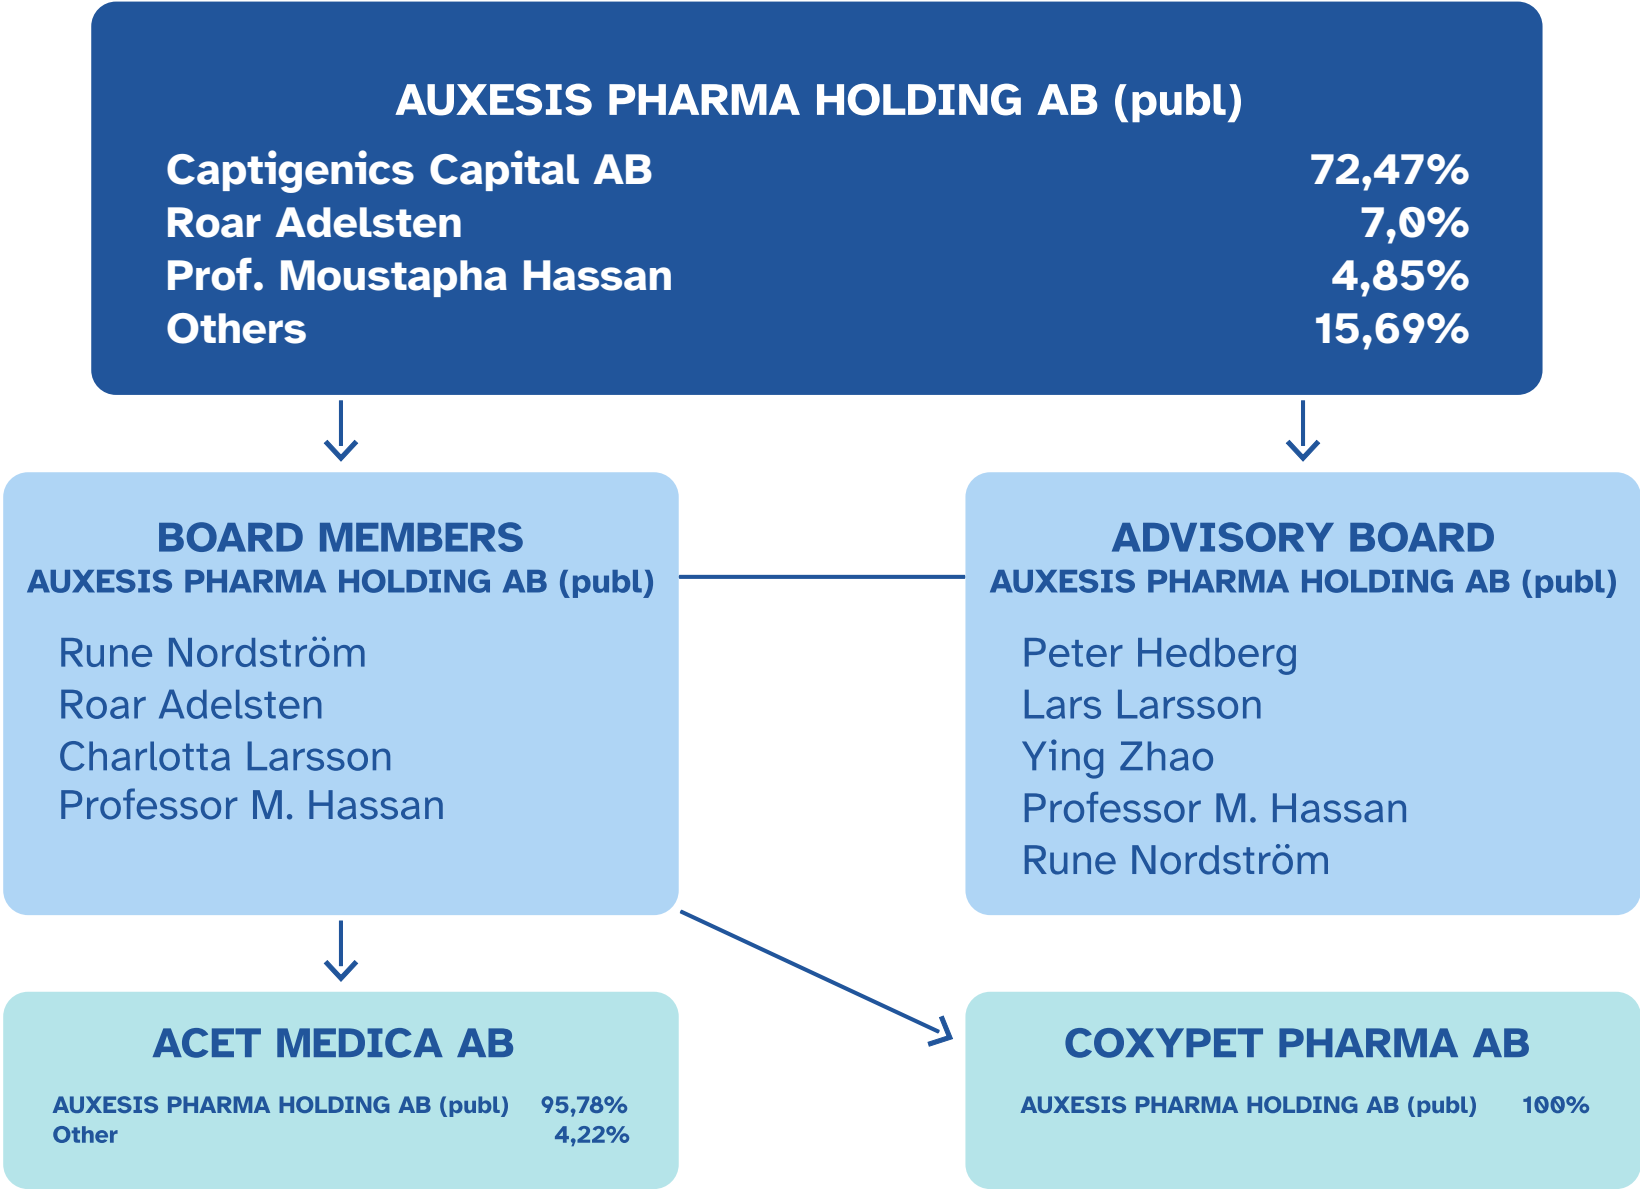 AUXESIS PHARMA HOLDING AB (publ)
Captigenics Capital AB 72,47%
Roar Adelsten 7,0%
Prof. Moustapha Hassan 4,85%
Others 15,69%
BOARD MEMBERS
AUXESIS PHARMA HOLDING AB (publ)
Rune Nordström
Roar Adelsten
Charlotta Larsson
Professor M. Hassan
ADVISORY BOARD
AUXESIS PHARMA HOLDING AB (publ)
Peter Hedberg
Lars Larsson
Ying Zhao
Professor M. Hassan
Rune Nordström
ACET MEDICA AB
AUXESIS PHARMA HOLDING AB (publ) 95,78%
Other 4,22%
COXYPET PHARMA AB
AUXESIS PHARMA HOLDING AB (publ) 100%